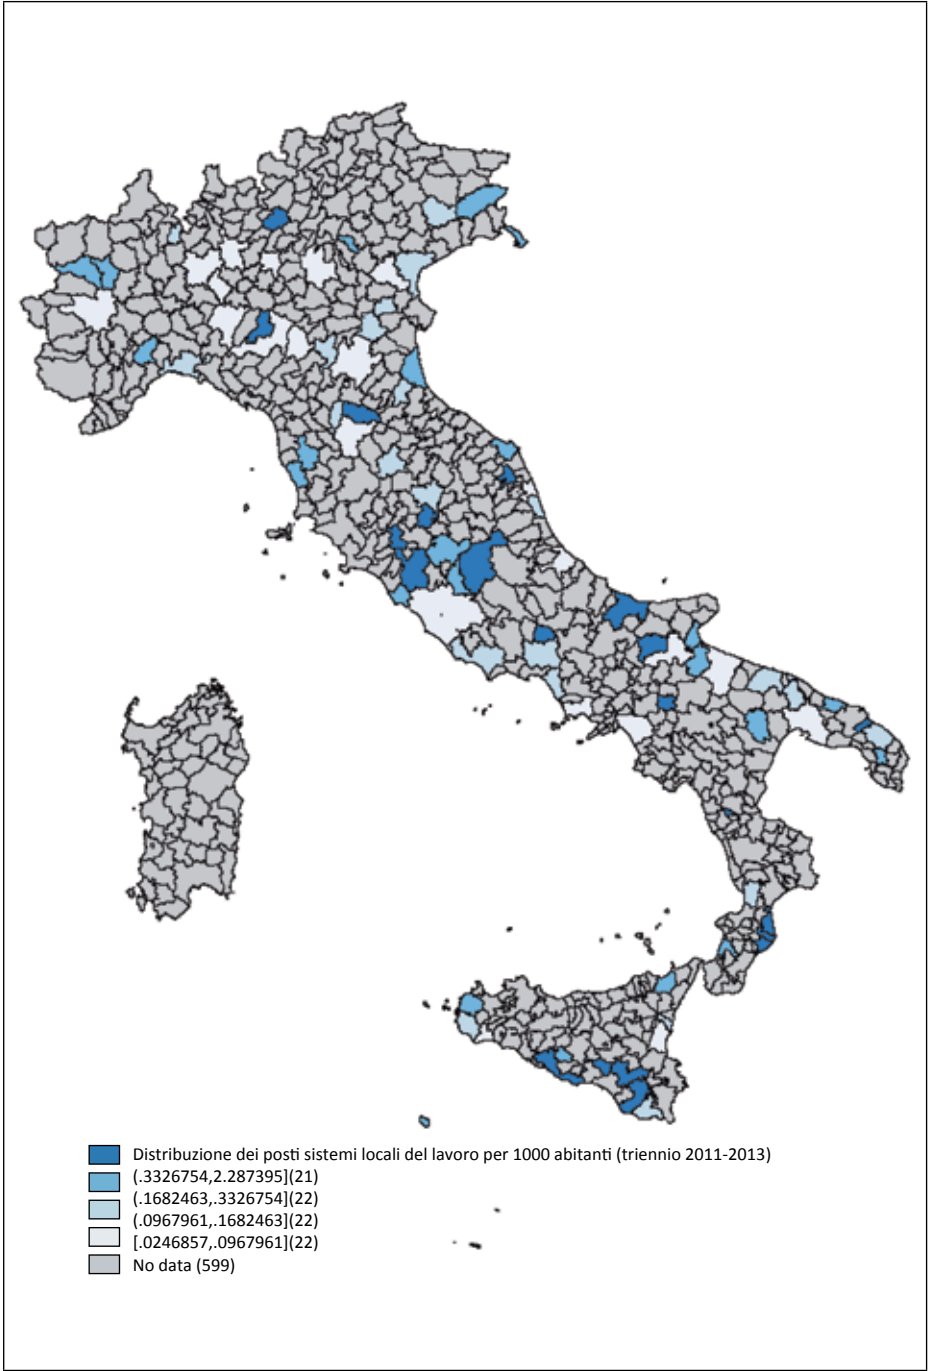 Distribuzione dei posti sistemi locali del lavoro per 1000 abitanti (triennio 2011-2013)
(.3326754,2.287395](21)
(.1682463,.3326754](22)
(.0967961,.1682463](22)
[.0246857,.0967961](22)
No data (599)